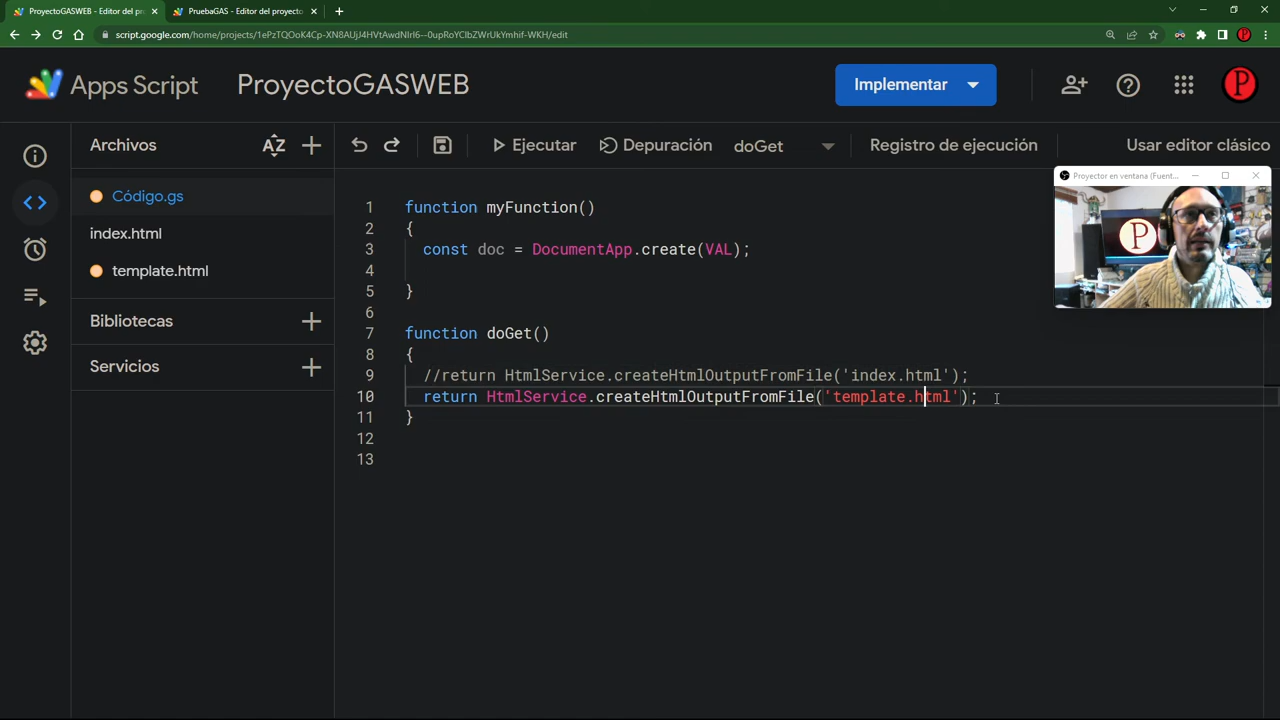 ProyectoGASWEB - Editor del pr
PruebaGAS - Editor del proyecto
script.google.com/home/projects/1ePzTQOoK4Cp-XN8AUjJ4HVtAwdNIrI6--0upRoYClbZWrUkYmhif-WKH/edit
Apps Script
ProyectoGASWEB
Implementar
Archivos
AZ
Ejecutar
Depuración
doGet
Registro de ejecución
Usar editor clásico
Código.gs
index.html
template.html
Bibliotecas
Servicios
1 function myFunction()
2 {
3 const doc = DocumentApp.create(VAL);
4
5 }
6
7 function doGet()
8 {
9 //return HtmlService.createHtmlOutputFromFile('index.html');
10 return HtmlService.createHtmlOutputFromFile('template.html');
11 }
12
13
Proyector en ventana (Fuent...
P
P
P